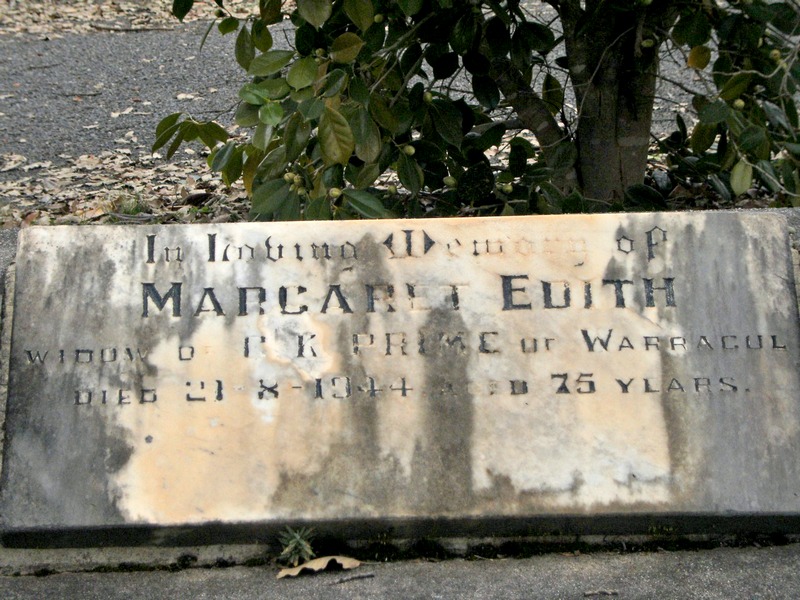 In Loving Memory of
MARGARET EDITH
WIDOW OF C. K. PRIME OF WARRAGUL
DIED 21-8-1944 AGED 75 YEARS.